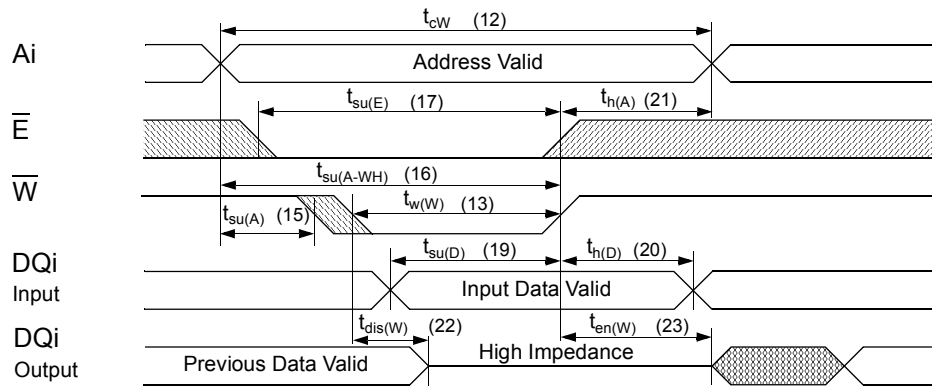 t_cW (12)
Ai Address Valid
t_su(E) (17) t_h(A) (21)
E̅
t_su(A-WH) (16)
W̅
t_w(W) (13)
t_su(A) (15)
t_su(D) (19) t_h(D) (20)
DQi
Input Input Data Valid
t_dis(W) (22) t_en(W) (23)
DQi
High Impedance
Output Previous Data Valid